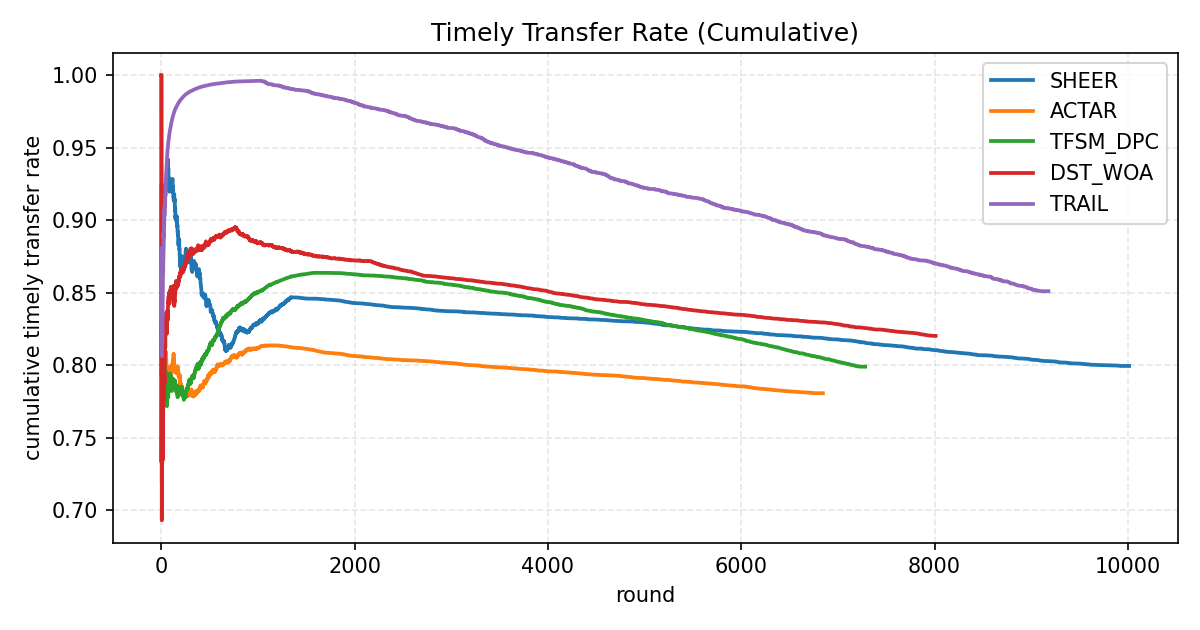 Timely Transfer Rate (Cumulative)
cumulative timely transfer rate
1.00
0.95
0.90
0.85
0.80
0.75
0.70
SHEER
ACTAR
TFSM_DPC
DST_WOA
TRAIL
0 2000 4000 6000 8000 10000
round